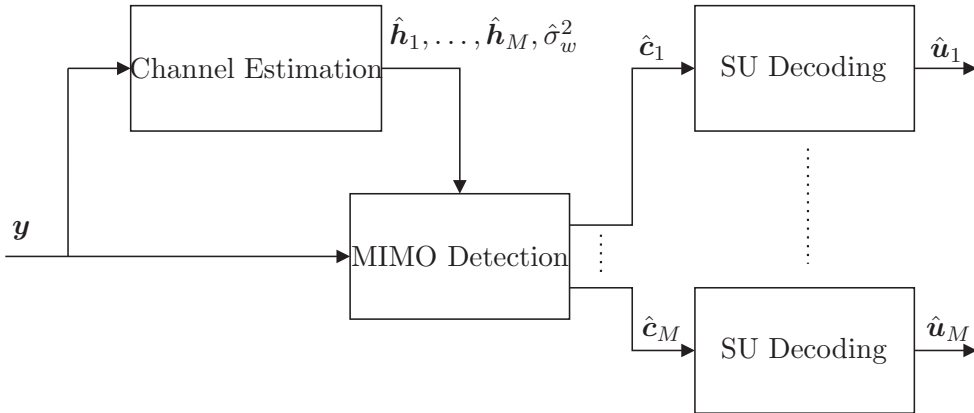 ĥ₁, . . . , ĥ_M, σ̂²_w
Channel Estimation
ĉ₁
SU Decoding
û₁
y
MIMO Detection
ĉ_M
SU Decoding
û_M